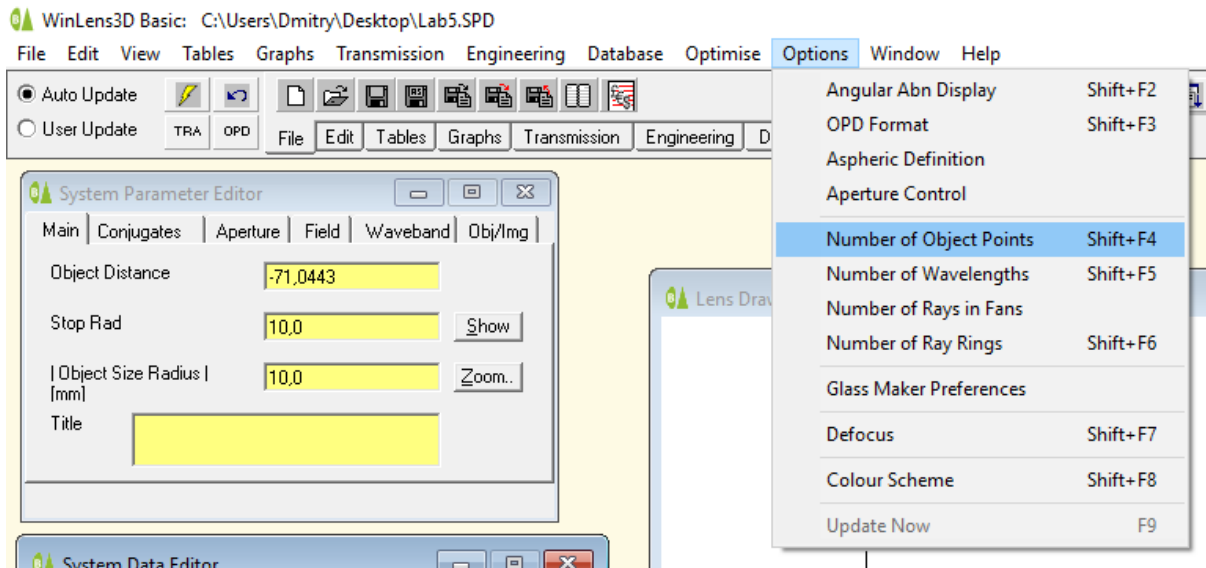 WinLens3D Basic: C:\Users\Dmitry\Desktop\Lab5.SPD
File Edit View Tables Graphs Transmission Engineering Database Optimise Options Window Help
Auto Update
User Update
TRA OPD
File Edit Tables Graphs Transmission Engineering D
System Parameter Editor
Main Conjugates Aperture Field Waveband Obj/Img
Object Distance -71,0443
Stop Rad 10,0 Show
| Object Size Radius | 10,0 Zoom..
[mm]
Title
System Data Editor
Lens Draw
Angular Abn Display Shift+F2
OPD Format Shift+F3
Aspheric Definition
Aperture Control
Number of Object Points Shift+F4
Number of Wavelengths Shift+F5
Number of Rays in Fans
Number of Ray Rings Shift+F6
Glass Maker Preferences
Defocus Shift+F7
Colour Scheme Shift+F8
Update Now F9